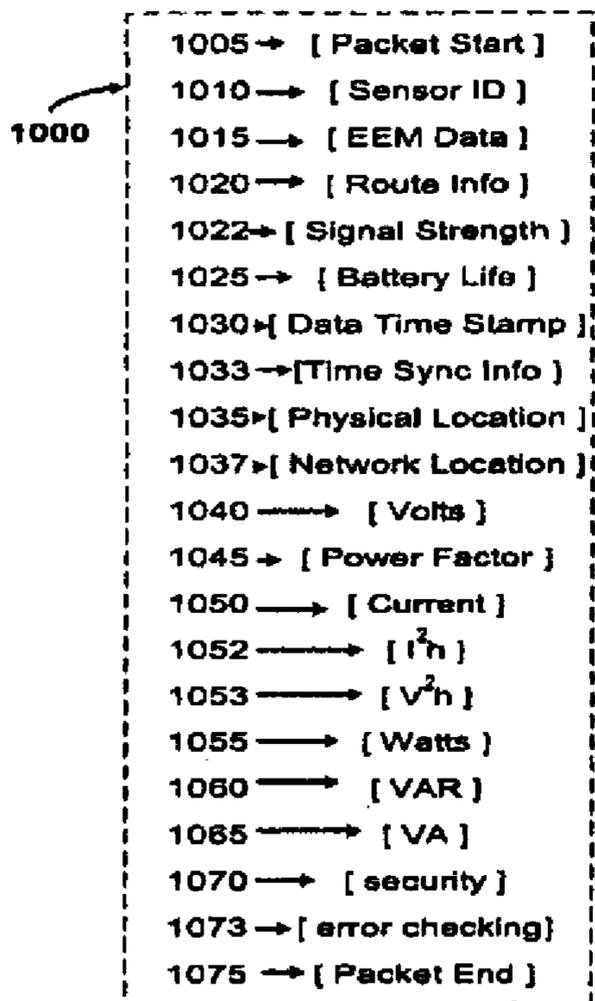 1005→ [ Packet Start ]
1010→ [ Sensor ID ]
1000
1015→ [ EEM Data ]
1020→ [ Route Info ]
1022→ [ Signal Strength ]
1025→ [ Battery Life ]
1030▸[ Data Time Stamp ]
1033→[Time Sync Info ]
1035▸[ Physical Location ]
1037▸[ Network Location ]
1040→ [ Volts ]
1045→ [ Power Factor ]
1050→ [ Current ]
1052→ [ I²h ]
1053→ [ V²h ]
1055→ [ Watts ]
1060→ [ VAR ]
1065→ [ VA ]
1070→ [ security ]
1073→[ error checking]
1075→[ Packet End ]